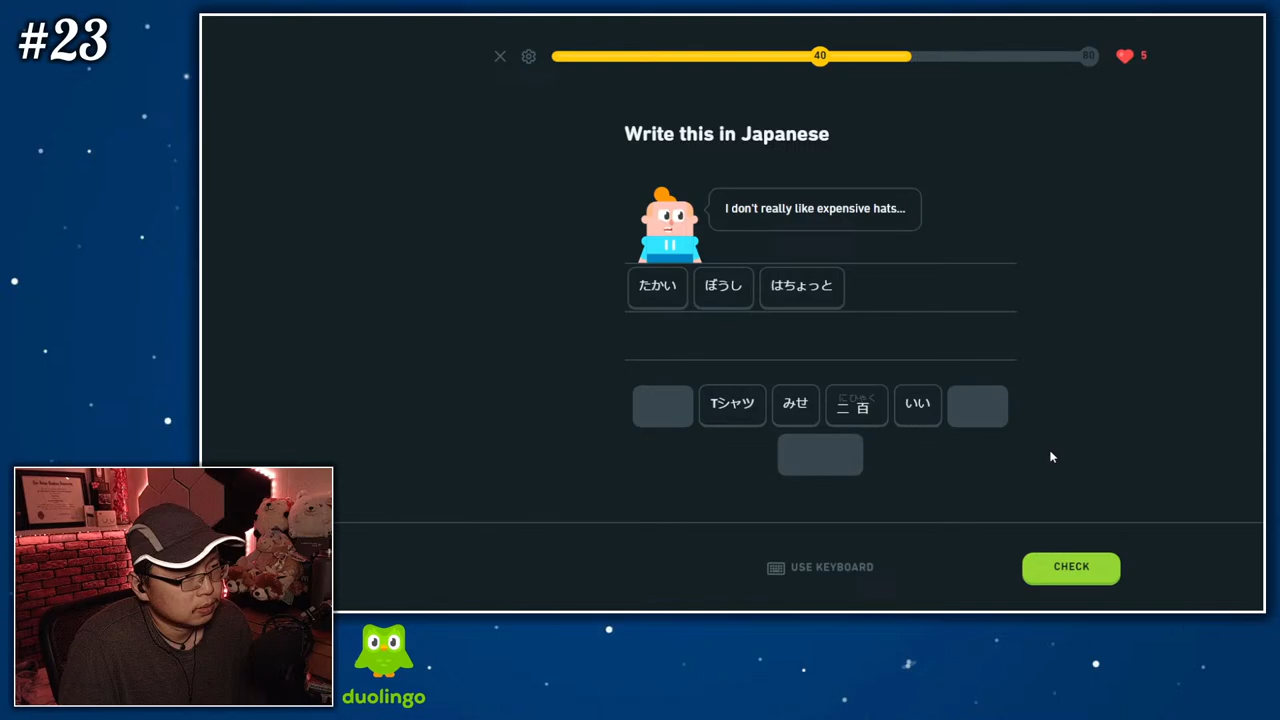 #23
40
80
5
Write this in Japanese
I don't really like expensive hats...
たかい ぼうし はちょっと
Tシャツ みせ 二百 いい
にひゃく
USE KEYBOARD
CHECK
duolingo